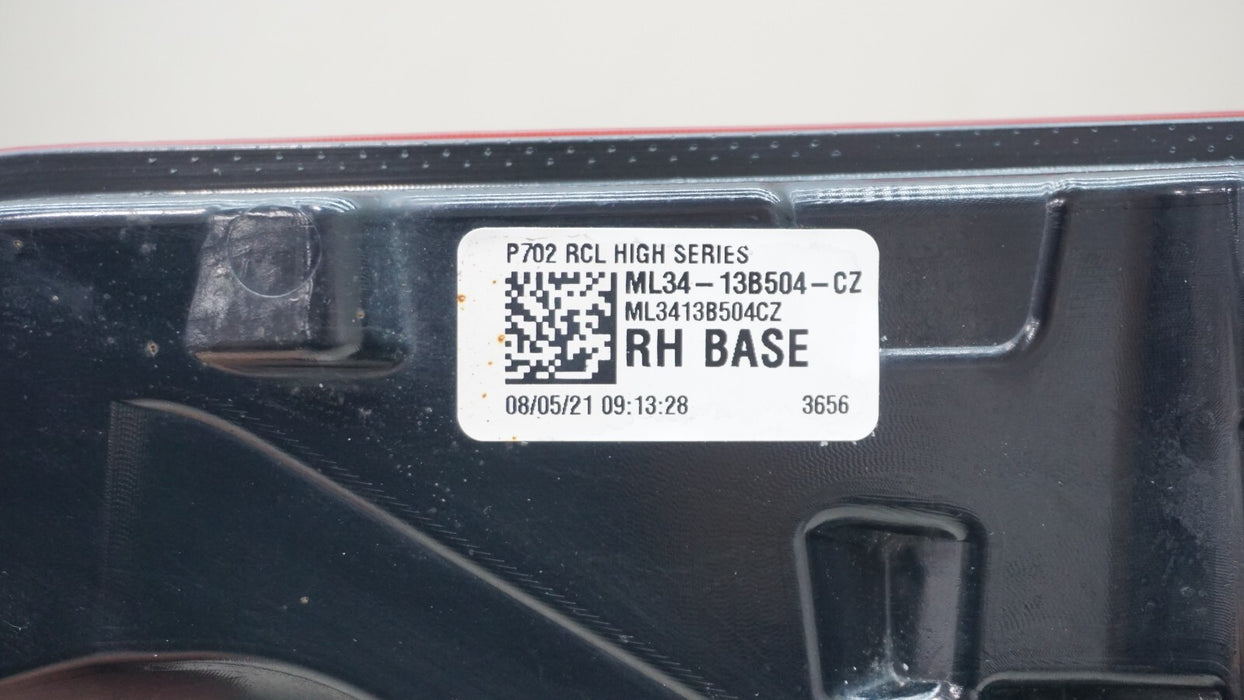 P702 RCL HIGH SERIES
ML34-13B504-CZ
ML3413B504CZ
RH BASE
08/05/21 09:13:28 3656